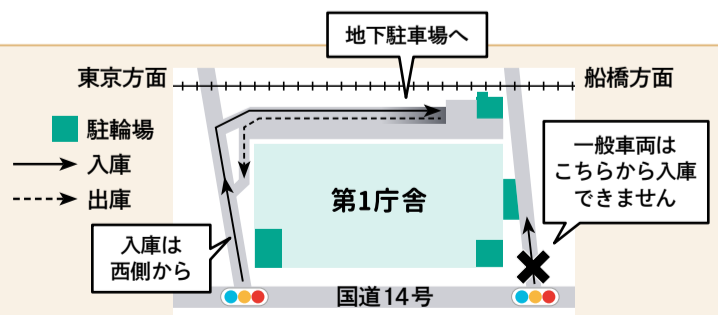 地下駐車場へ
東京方面
船橋方面
駐輪場
入庫
出庫
一般車両は
こちらから入庫
できません
第1庁舎
入庫は
西側から
国道14号